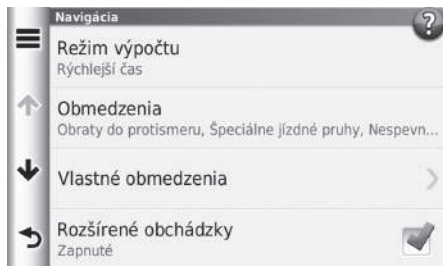 Navigácia
?
Režim výpočtu
Rýchlejší čas
Obmedzenia
Obraty do protismeru, Špeciálne jízdné pruhy, Nespevn...
Vlastné obmedzenia
Rozšírené obchádzky
Zapnuté